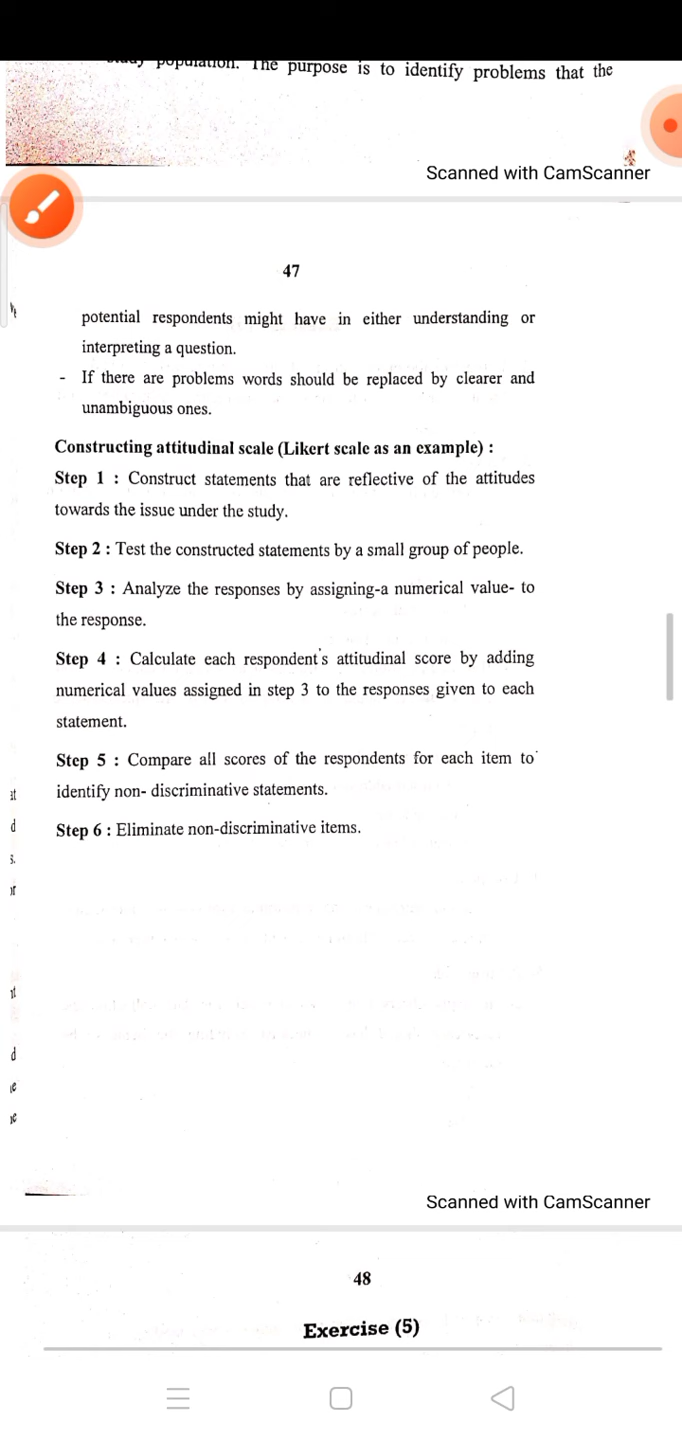 study population. The purpose is to identify problems that the
Scanned with CamScanner
47
potential respondents might have in either understanding or
interpreting a question.
- If there are problems words should be replaced by clearer and
unambiguous ones.
Constructing attitudinal scale (Likert scale as an example) :
Step 1 : Construct statements that are reflective of the attitudes
towards the issue under the study.
Step 2 : Test the constructed statements by a small group of people.
Step 3 : Analyze the responses by assigning-a numerical value- to
the response.
Step 4 : Calculate each respondent's attitudinal score by adding
numerical values assigned in step 3 to the responses given to each
statement.
Step 5 : Compare all scores of the respondents for each item to
identify non- discriminative statements.
Step 6 : Eliminate non-discriminative items.
Scanned with CamScanner
48
Exercise (5)